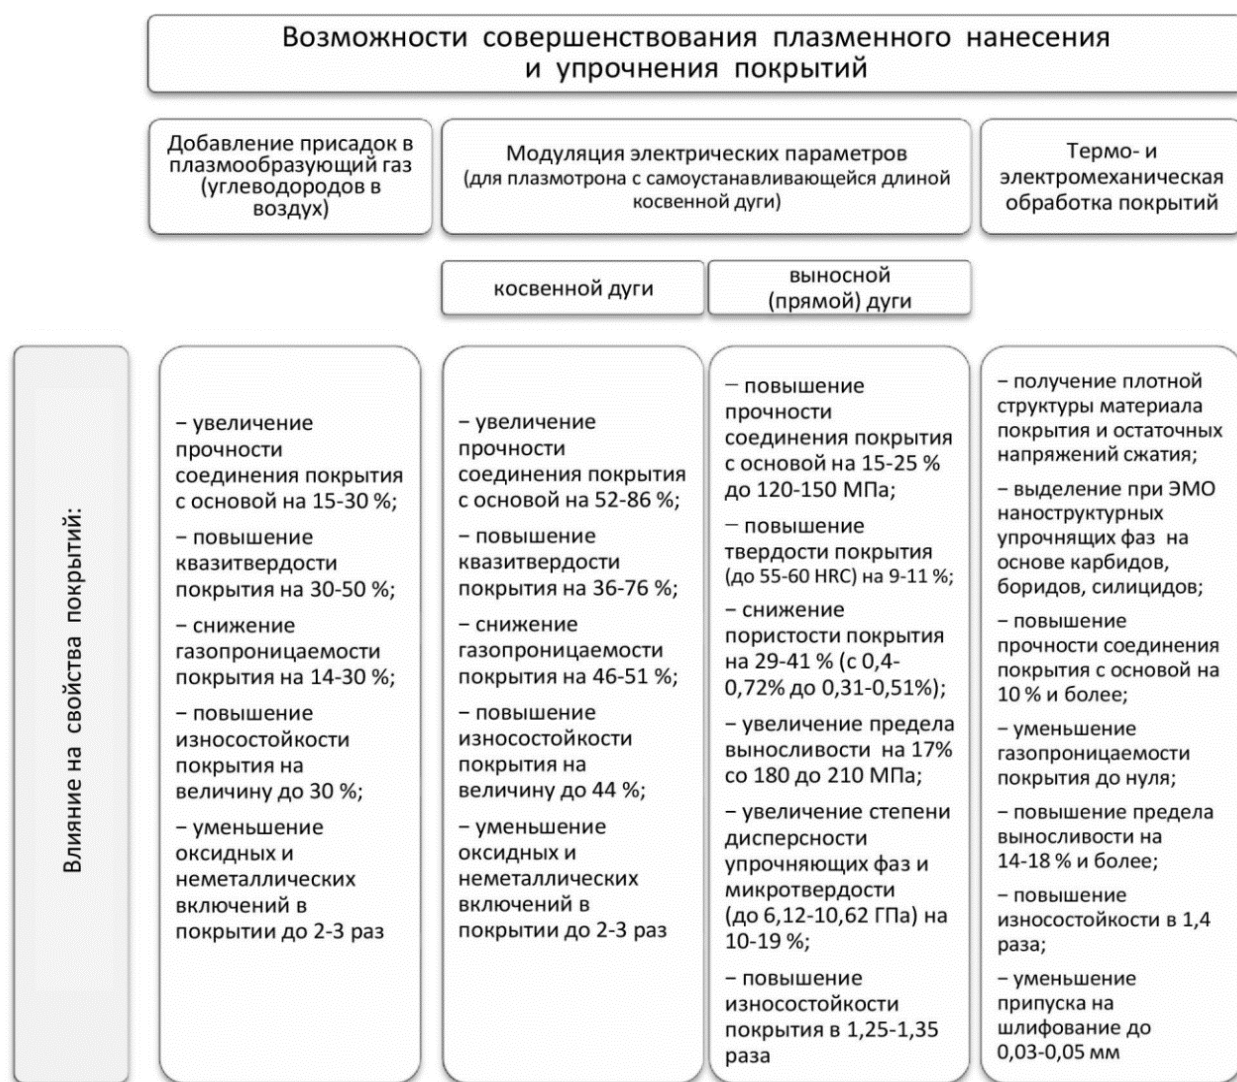 Возможности совершенствования плазменного нанесения
и упрочнения покрытий
Добавление присадок в
плазмообразующий газ
(углеводородов в
воздух)
Модуляция электрических параметров
(для плазмотрона с самоустанавливающейся длиной
косвенной дуги)
Термо- и
электромеханическая
обработка покрытий
косвенной дуги
выносной
(прямой) дуги
Влияние на свойства покрытий:
− увеличение
прочности
соединения покрытия
с основой на 15-30 %;
− повышение
квазитвердости
покрытия на 30-50 %;
− снижение
газопроницаемости
покрытия на 14-30 %;
− повышение
износостойкости
покрытия на
величину до 30 %;
− уменьшение
оксидных и
неметаллических
включений в
покрытии до 2-3 раз
− увеличение
прочности
соединения покрытия
с основой на 52-86 %;
− повышение
квазитвердости
покрытия на 36-76 %;
− снижение
газопроницаемости
покрытия на 46-51 %;
− повышение
износостойкости
покрытия на
величину до 44 %;
− уменьшение
оксидных и
неметаллических
включений в
покрытии до 2-3 раз
− повышение
прочности
соединения покрытия
с основой на 15-25 %
до 120-150 МПа;
− повышение
твердости покрытия
(до 55-60 HRC) на 9-11 %;
− снижение
пористости покрытия
на 29-41 % (с 0,4-
0,72% до 0,31-0,51%);
− увеличение предела
выносливости на 17%
со 180 до 210 МПа;
− увеличение степени
дисперсности
упрочняющих фаз и
микротвердости
(до 6,12-10,62 ГПа) на
10-19 %;
− повышение
износостойкости
покрытия в 1,25-1,35
раза
− получение плотной
структуры материала
покрытия и остаточных
напряжений сжатия;
− выделение при ЭМО
наноструктурных
упрочнящих фаз на
основе карбидов,
боридов, силицидов;
− повышение
прочности соединения
покрытия с основой на
10 % и более;
− уменьшение
газопроницаемости
покрытия до нуля;
− повышение предела
выносливости на
14-18 % и более;
− повышение
износостойкости в 1,4
раза;
− уменьшение
припуска на
шлифование до
0,03-0,05 мм